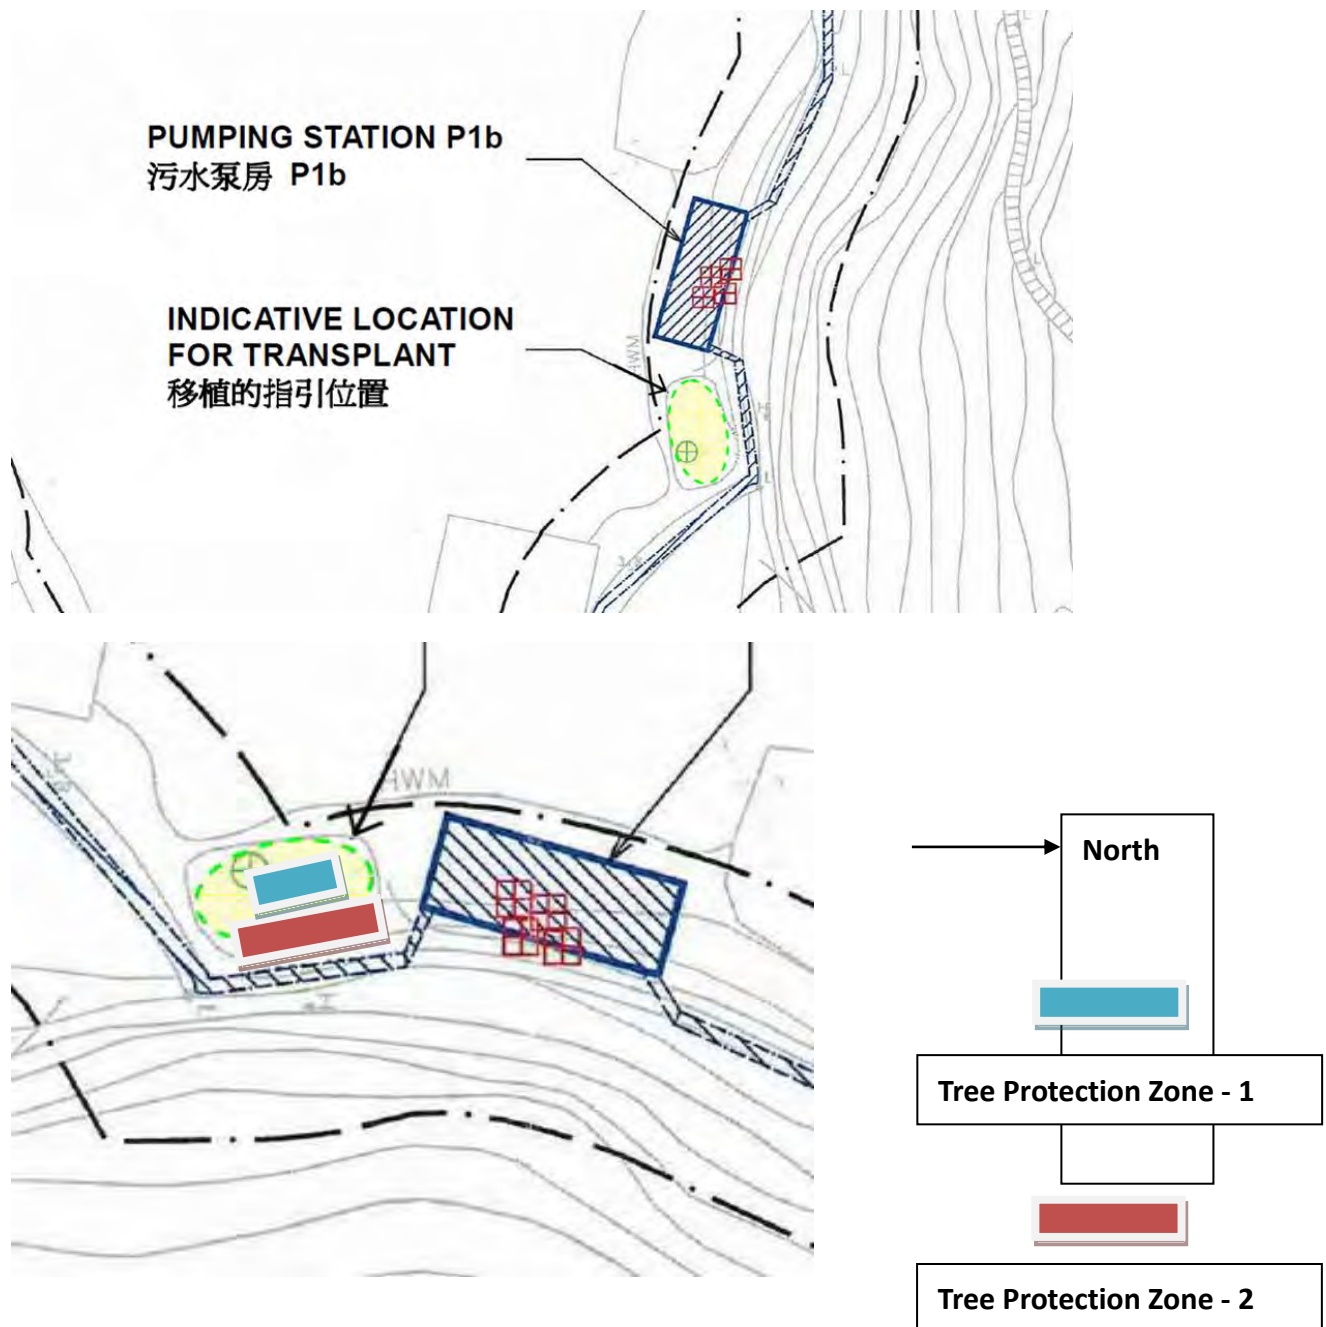 PUMPING STATION P1b
污水泵房 P1b
INDICATIVE LOCATION
FOR TRANSPLANT
移植的指引位置
HWM
HWM
North
Tree Protection Zone - 1
Tree Protection Zone - 2